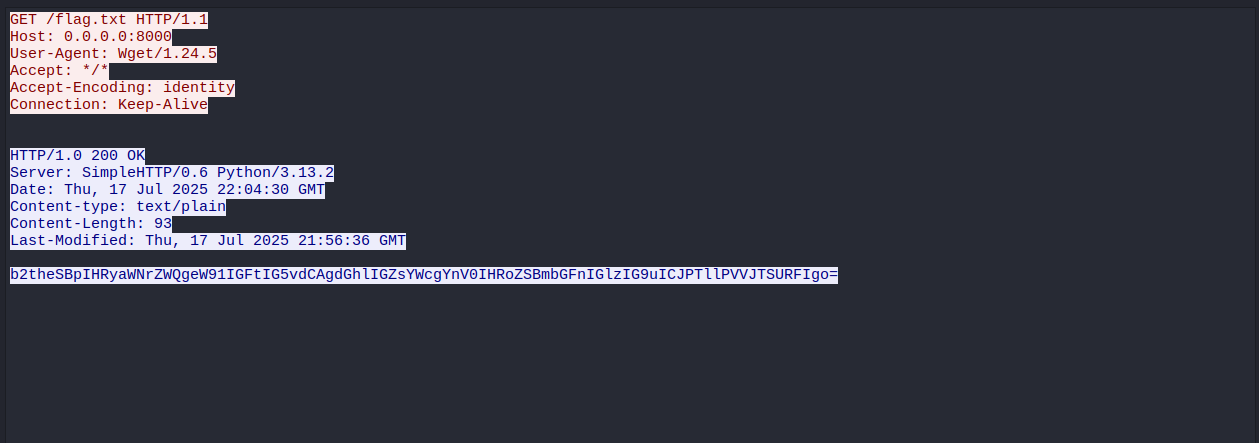 GET /flag.txt HTTP/1.1
Host: 0.0.0.0:8000
User-Agent: Wget/1.24.5
Accept: */*
Accept-Encoding: identity
Connection: Keep-Alive
HTTP/1.0 200 OK
Server: SimpleHTTP/0.6 Python/3.13.2
Date: Thu, 17 Jul 2025 22:04:30 GMT
Content-type: text/plain
Content-Length: 93
Last-Modified: Thu, 17 Jul 2025 21:56:36 GMT
b2theSBpIHRyaWNrZWQgeW91IGFtIG5vdCAgdGhlIGZsYWcgYnV0IHRoZSBmbGFnIGlzIG9uICJPTllPVVJTSURFIgo=